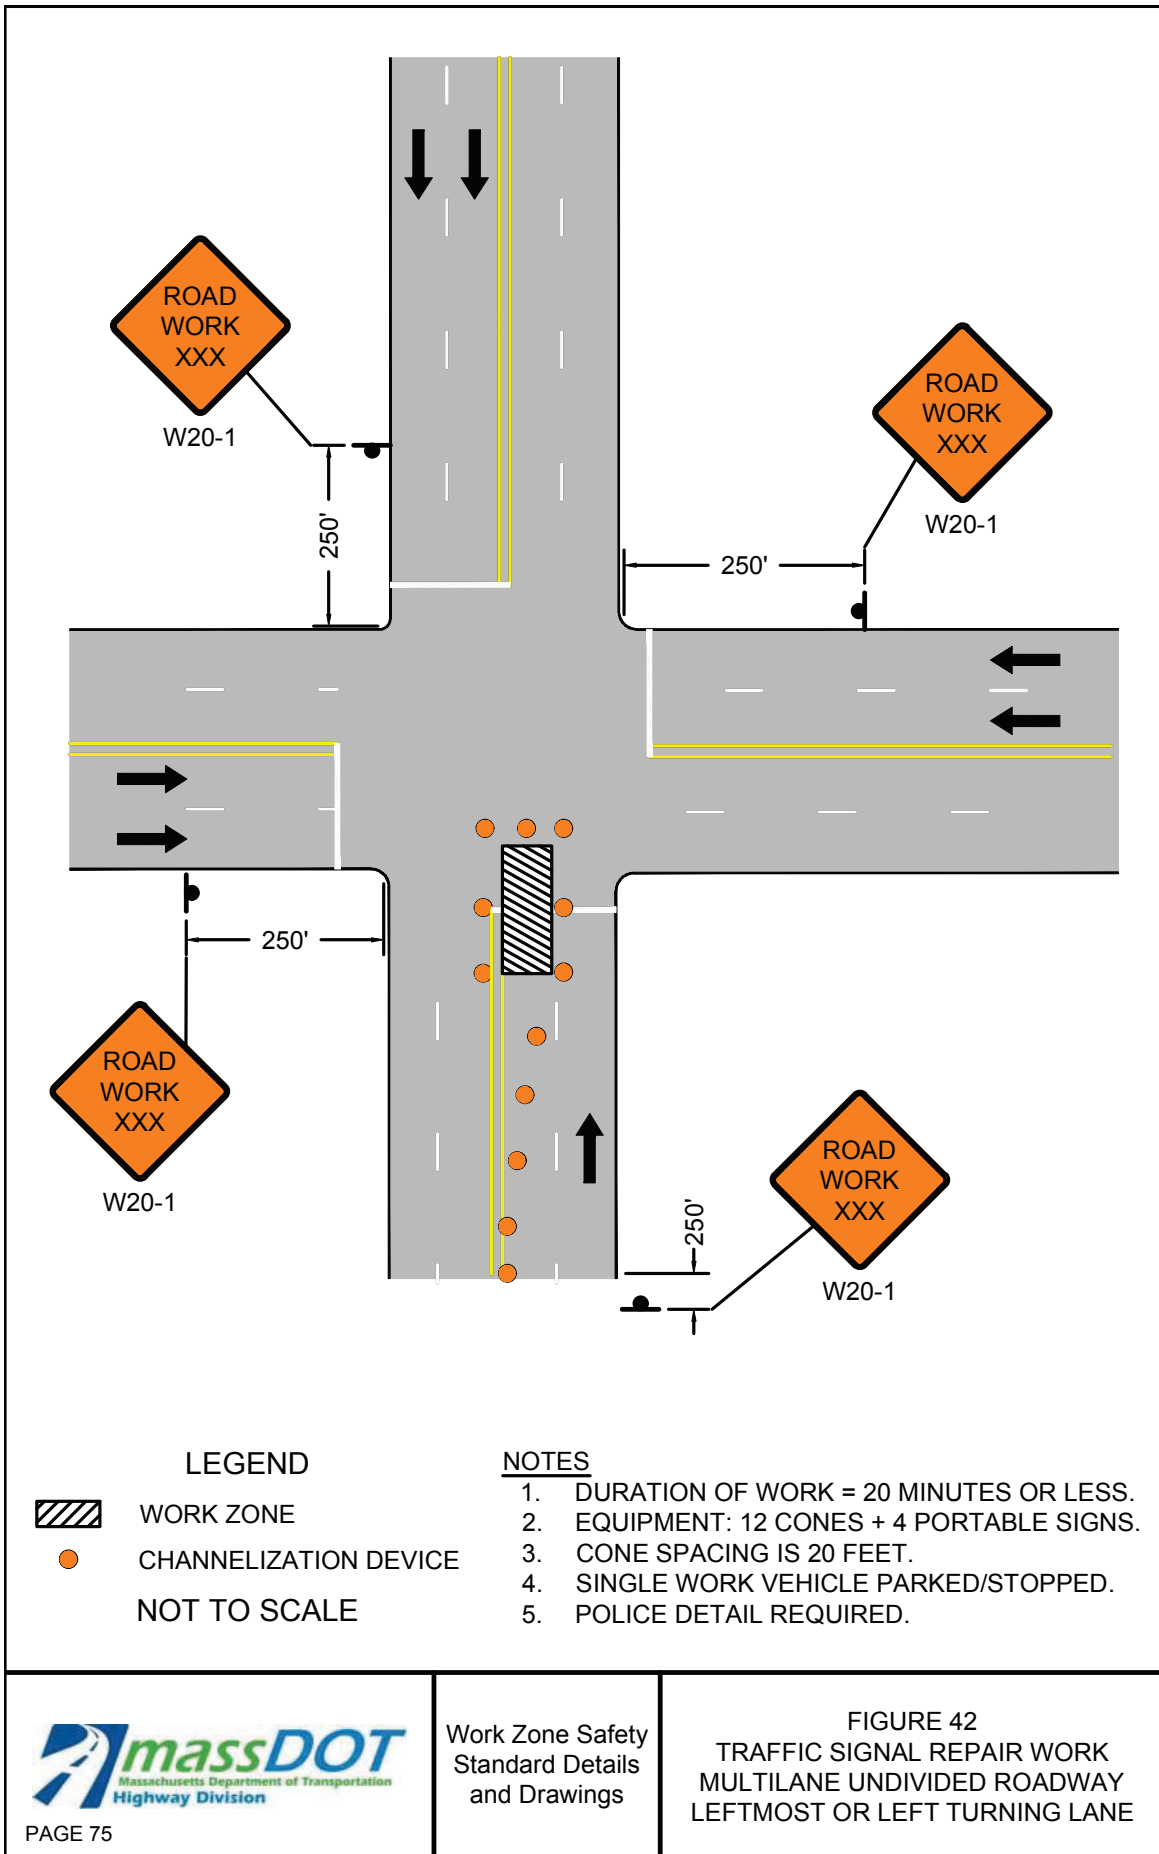 ROAD
WORK
XXX
W20-1
250'
ROAD
WORK
XXX
W20-1
250'
250'
ROAD
WORK
XXX
W20-1
ROAD
WORK
XXX
W20-1
250'
LEGEND
WORK ZONE
CHANNELIZATION DEVICE
NOT TO SCALE
NOTES
1. DURATION OF WORK = 20 MINUTES OR LESS.
2. EQUIPMENT: 12 CONES + 4 PORTABLE SIGNS.
3. CONE SPACING IS 20 FEET.
4. SINGLE WORK VEHICLE PARKED/STOPPED.
5. POLICE DETAIL REQUIRED.
massDOT
Massachusetts Department of Transportation
Highway Division
PAGE 75
Work Zone Safety
Standard Details
and Drawings
FIGURE 42
TRAFFIC SIGNAL REPAIR WORK
MULTILANE UNDIVIDED ROADWAY
LEFTMOST OR LEFT TURNING LANE